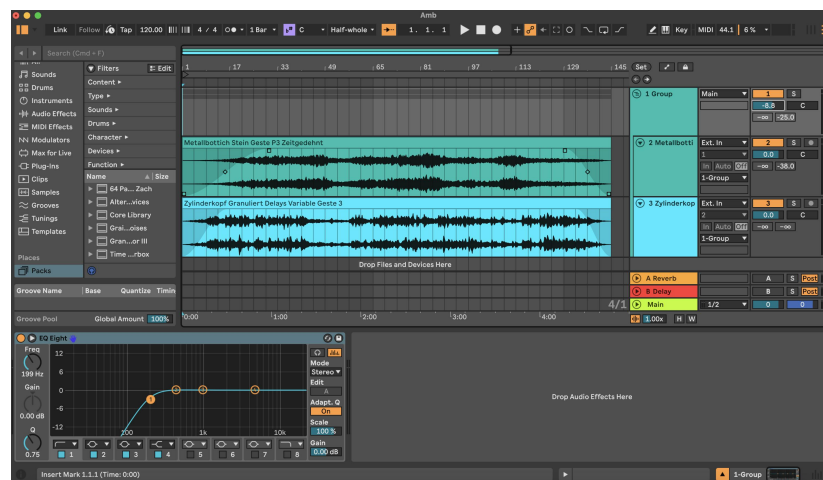 Amb
Link Follow Tap 120.00 4 / 4 1 Bar C Half-whole 1. 1. 1 Key MIDI 44.1 6 %
Search (Cmd + F)
Sounds
Drums
Instruments
Audio Effects
MIDI Effects
Modulators
Max for Live
Plug-Ins
Clips
Samples
Grooves
Tunings
Templates
Places
Packs
Filters Edit
Content
Type
Sounds
Drums
Character
Devices
Function
Name Size
64 Pa... Zach
Alter...vices
Core Library
Grai...oises
Gran...or III
Time ...rbox
Groove Name Base Quantize Timin
Groove Pool Global Amount 100%
1 17 33 49 65 81 97 113 129 145 Set
1 Group Main 1 S
-8.8 C
-∞ -25.0
Metallbottich Stein Geste P3 Zeitgedehnt
2 Metallbotti Ext. In 2 S
1 0.0 C
In Auto Off -∞ -38.0
1-Group
Zylinderkopf Granuliert Delays Variable Geste 3
3 Zylinderkop Ext. In 3 S
2 0.0 C
In Auto Off -∞ -∞
1-Group
Drop Files and Devices Here
A Reverb A S Post
B Delay B S Post
4/1 Main 1/2 0 0
0:00 1:00 2:00 3:00 4:00 1.00x H W
EQ Eight
Freq
199 Hz
Gain
0.00 dB
Q
0.75
12
6
0
-6
-12
100 1k 10k
1 2 3 4
1 2 3 4 5 6 7 8
Mode
Stereo
Edit
A
Adapt. Q
On
Scale
100 %
Gain
0.00 dB
Drop Audio Effects Here
Insert Mark 1.1.1 (Time: 0:00) 1-Group